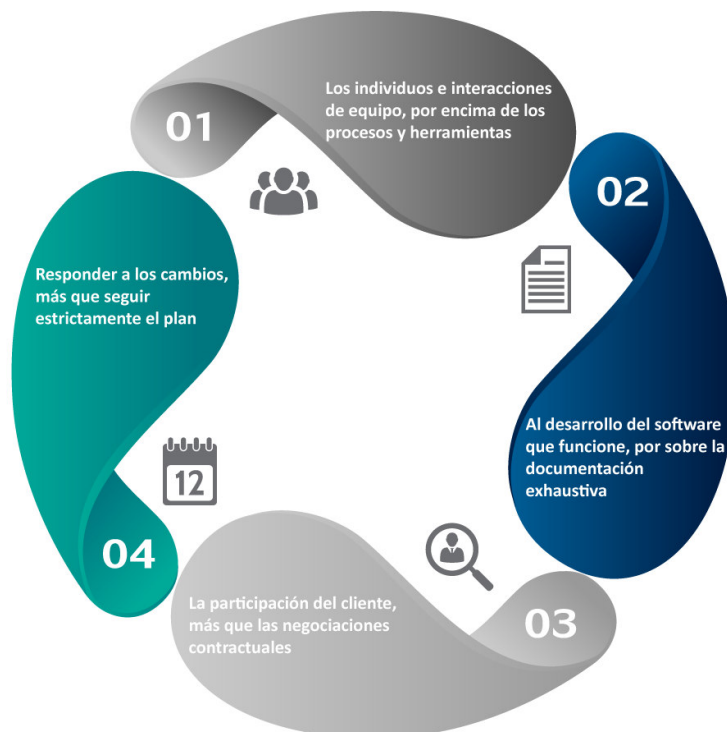 01
Los individuos e interacciones
de equipo, por encima de los
procesos y herramientas
02
Al desarrollo del software
que funcione, por sobre la
documentación
exhaustiva
03
La participación del cliente,
más que las negociaciones
contractuales
04
Responder a los cambios,
más que seguir
estrictamente el plan
12